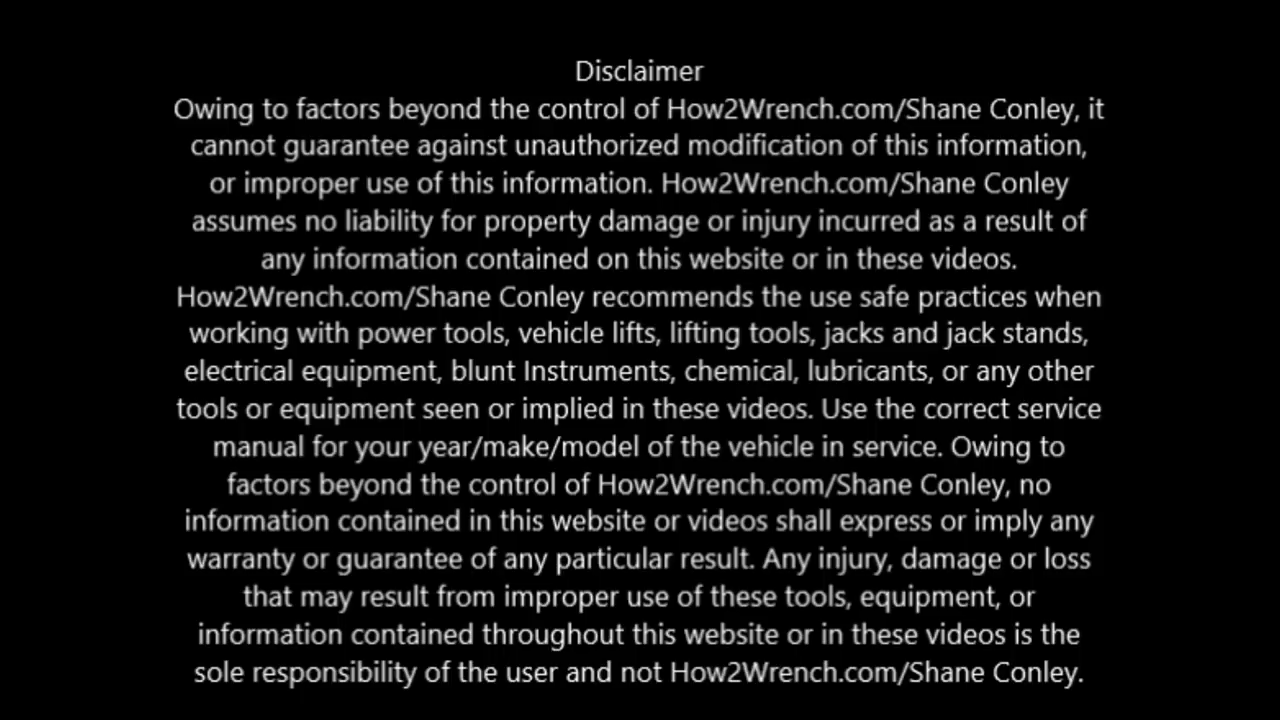 Disclaimer
Owing to factors beyond the control of How2Wrench.com/Shane Conley, it
cannot guarantee against unauthorized modification of this information,
or improper use of this information. How2Wrench.com/Shane Conley
assumes no liability for property damage or injury incurred as a result of
any information contained on this website or in these videos.
How2Wrench.com/Shane Conley recommends the use safe practices when
working with power tools, vehicle lifts, lifting tools, jacks and jack stands,
electrical equipment, blunt Instruments, chemical, lubricants, or any other
tools or equipment seen or implied in these videos. Use the correct service
manual for your year/make/model of the vehicle in service. Owing to
factors beyond the control of How2Wrench.com/Shane Conley, no
information contained in this website or videos shall express or imply any
warranty or guarantee of any particular result. Any injury, damage or loss
that may result from improper use of these tools, equipment, or
information contained throughout this website or in these videos is the
sole responsibility of the user and not How2Wrench.com/Shane Conley.